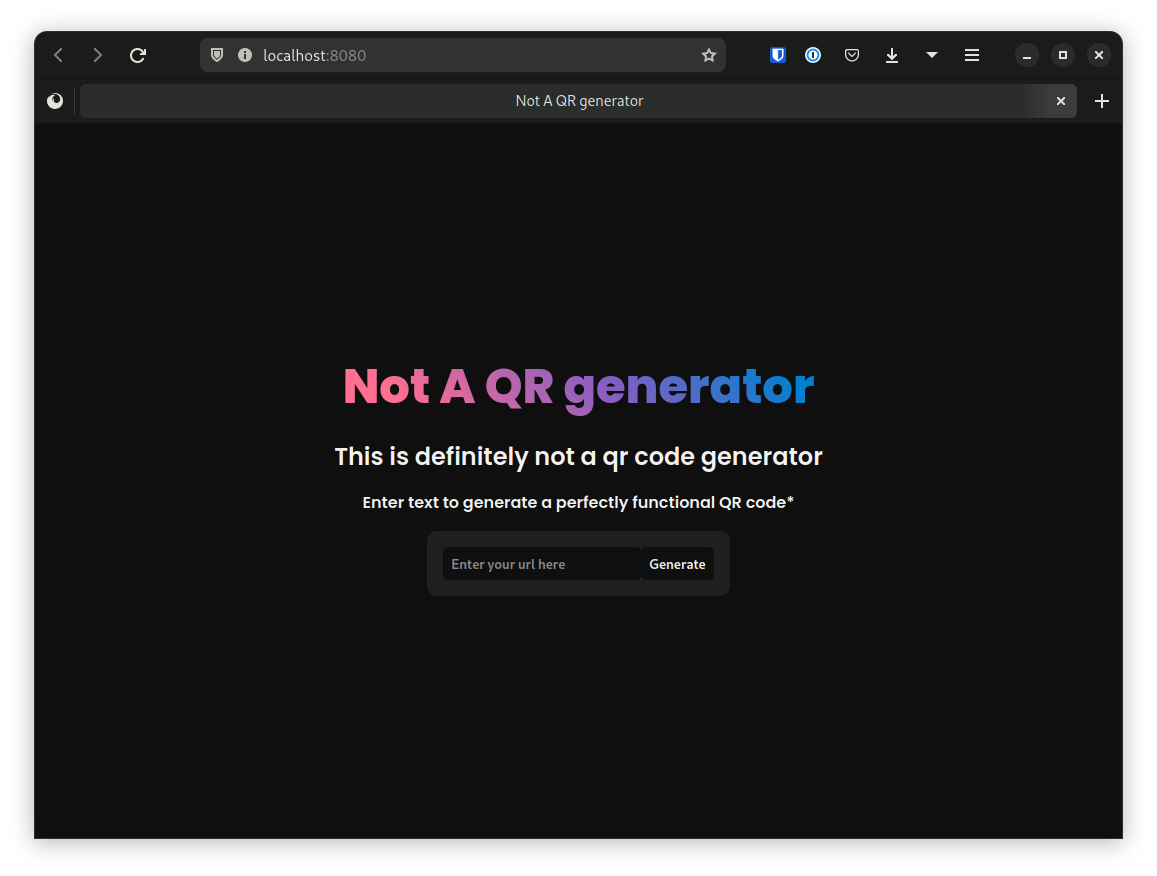 localhost:8080
Not A QR generator
Not A QR generator
This is definitely not a qr code generator
Enter text to generate a perfectly functional QR code*
Enter your url here Generate